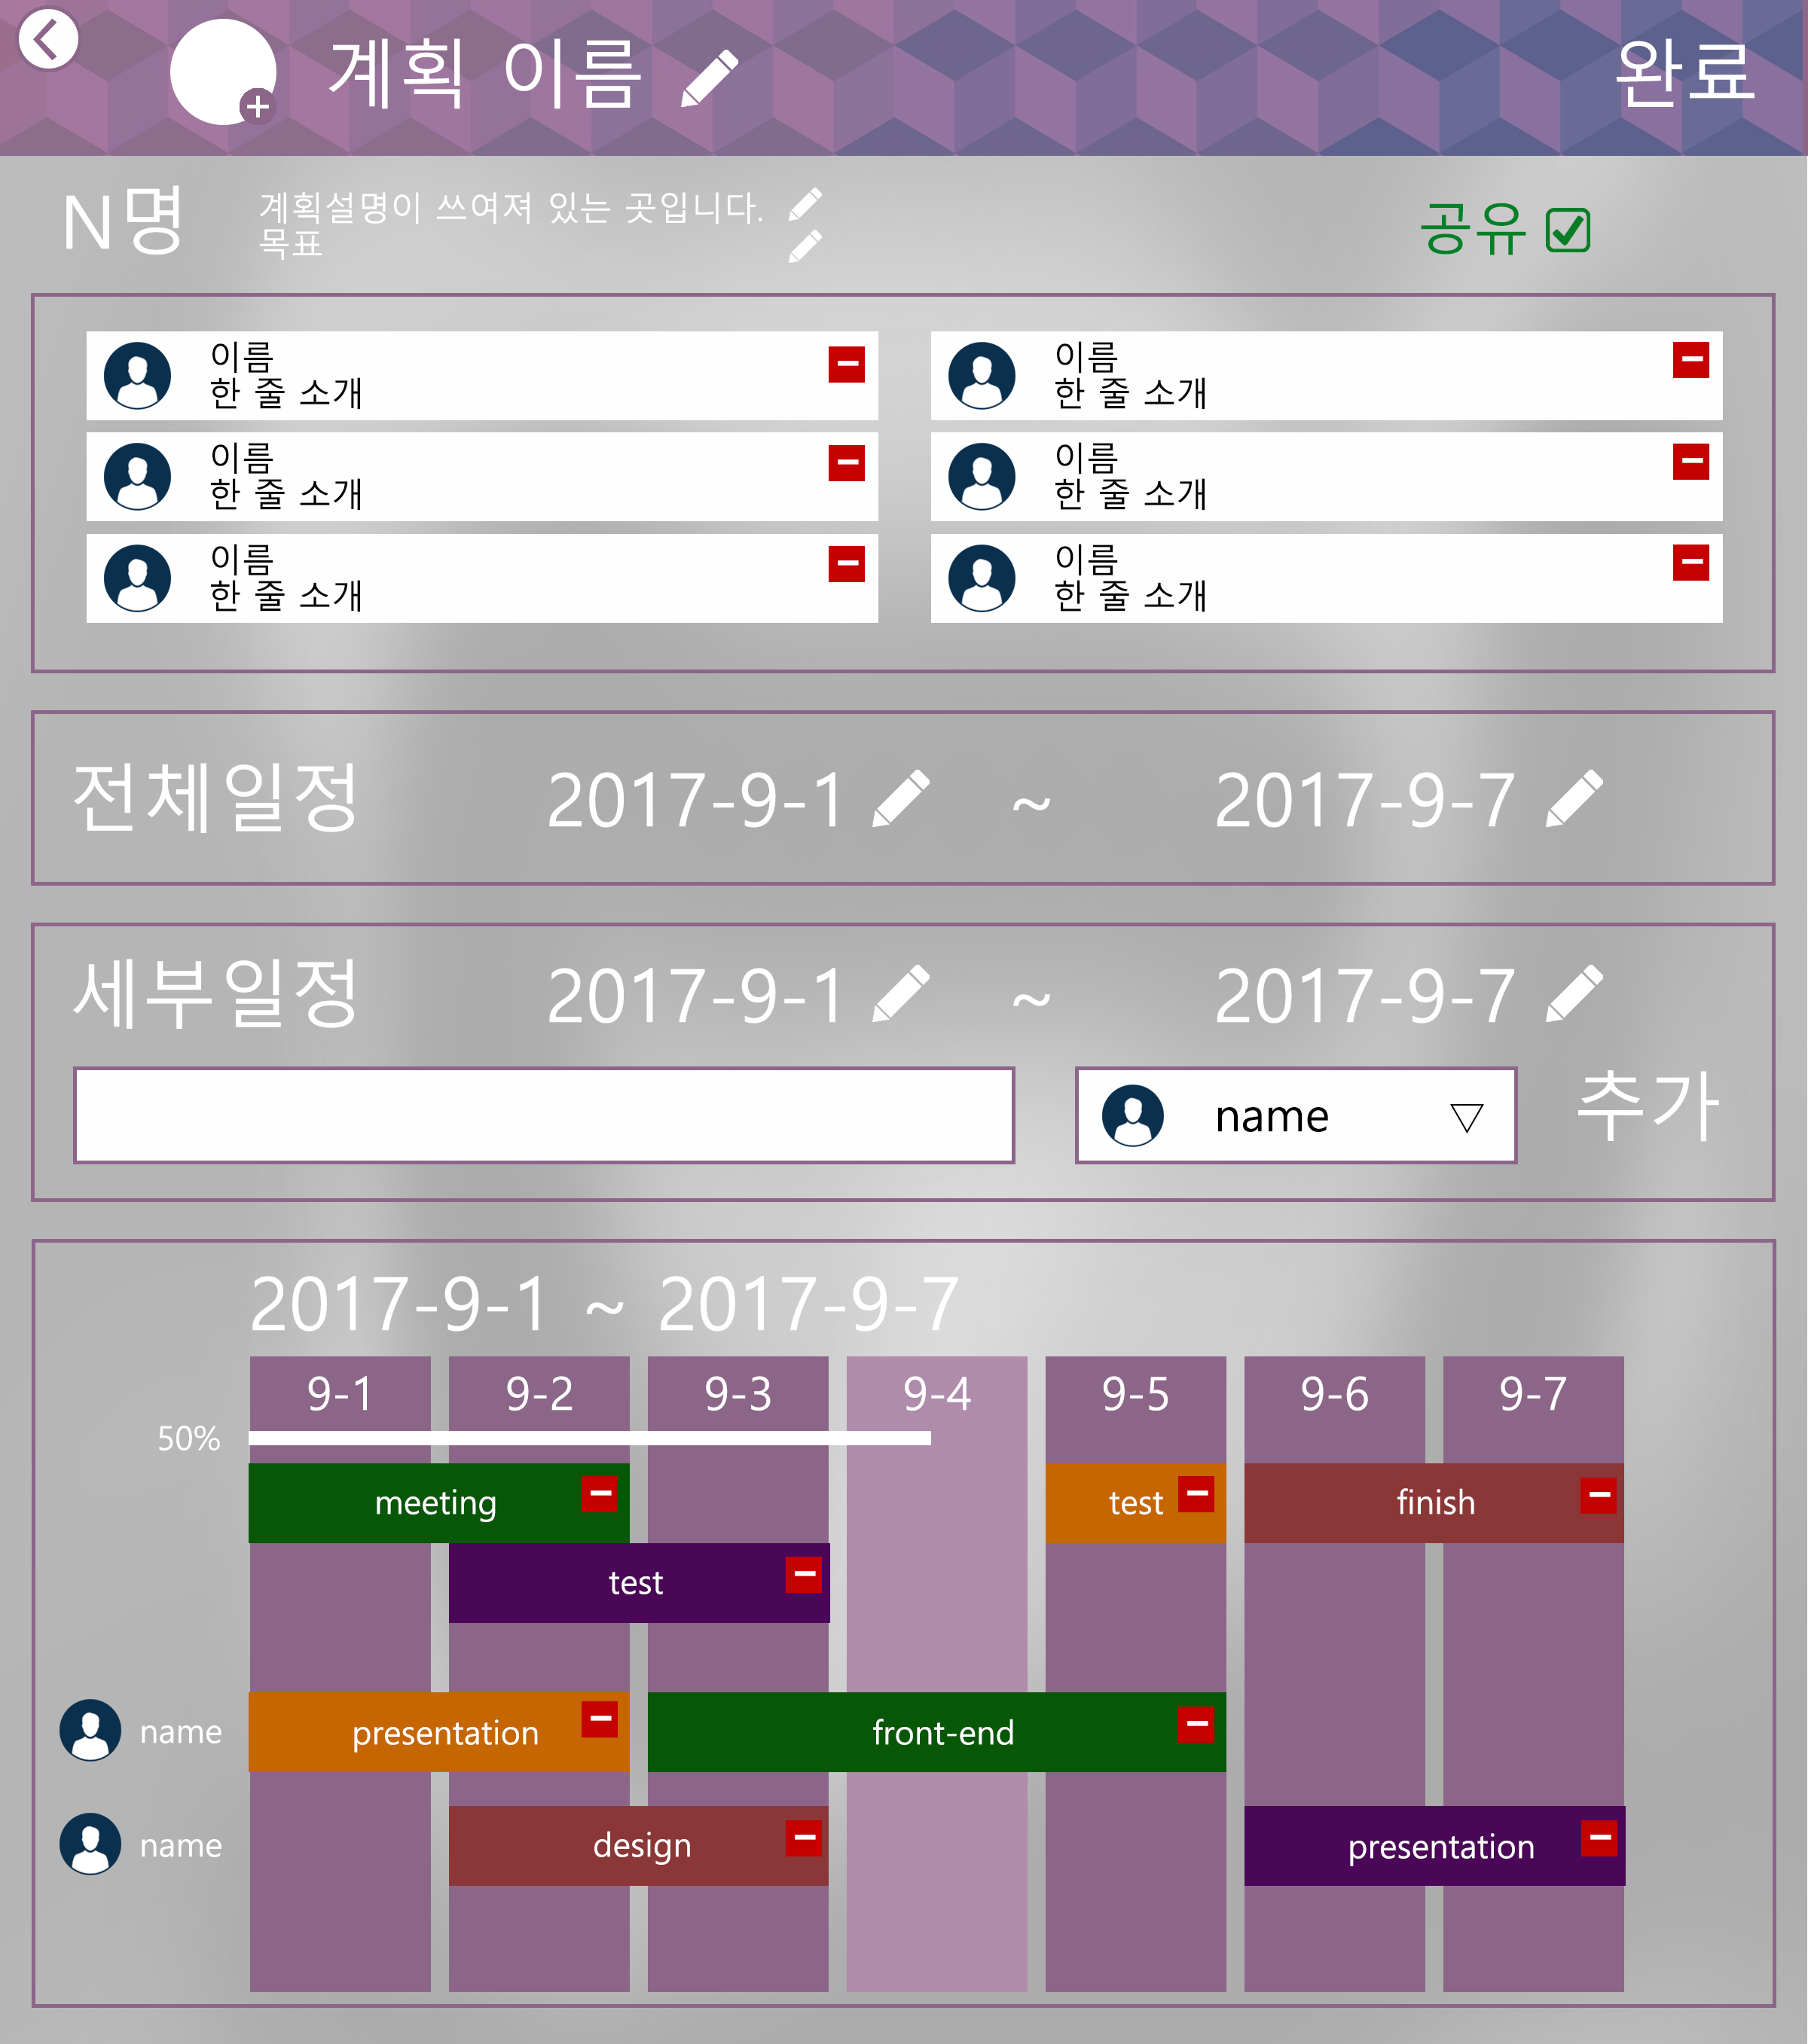 계획 이름
완료
N명
계획설명이 쓰여져 있는 곳입니다.
목표
공유
이름
한 줄 소개
이름
한 줄 소개
이름
한 줄 소개
이름
한 줄 소개
이름
한 줄 소개
이름
한 줄 소개
전체일정 2017-9-1 ~ 2017-9-7
세부일정 2017-9-1 ~ 2017-9-7
name
추가
2017-9-1 ~ 2017-9-7
9-1 9-2 9-3 9-4 9-5 9-6 9-7
50%
meeting test finish
test
name presentation front-end
name design presentation